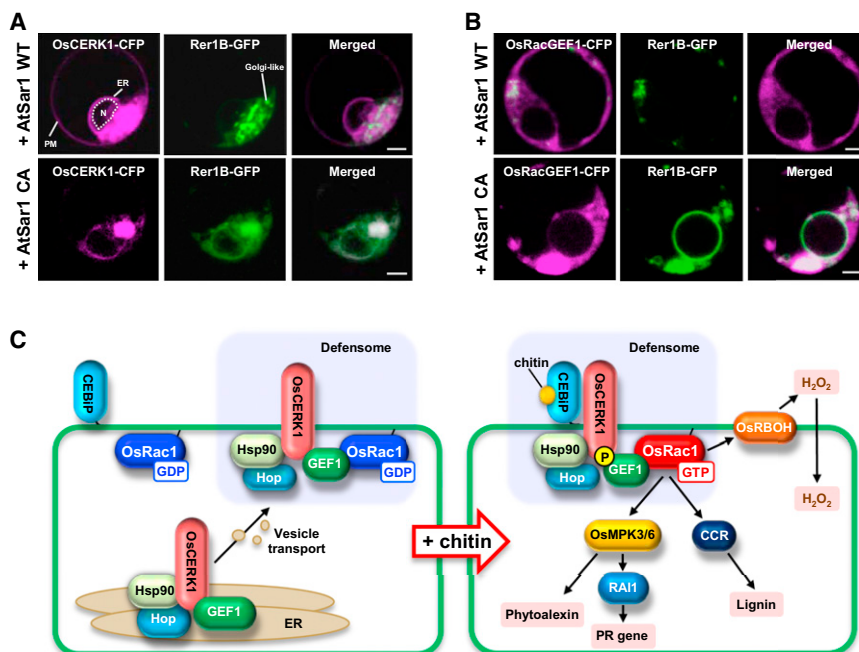 A
+ AtSar1 WT
OsCERK1-CFP
Rer1B-GFP
Merged
Golgi-like
ER
N
PM
+ AtSar1 CA
OsCERK1-CFP
Rer1B-GFP
Merged
B
+ AtSar1 WT
OsRacGEF1-CFP
Rer1B-GFP
Merged
+ AtSar1 CA
OsRacGEF1-CFP
Rer1B-GFP
Merged
C
Defensome
CEBiP
OsCERK1
OsRac1
GDP
Hsp90
Hop
GEF1
OsRac1
GDP
Vesicle
transport
OsCERK1
Hsp90
Hop
GEF1
ER
+ chitin
Defensome
chitin
CEBiP
OsCERK1
Hsp90
Hop
P
GEF1
OsRac1
GTP
OsRBOH
H₂O₂
H₂O₂
OsMPK3/6
CCR
RAI1
Phytoalexin
PR gene
Lignin